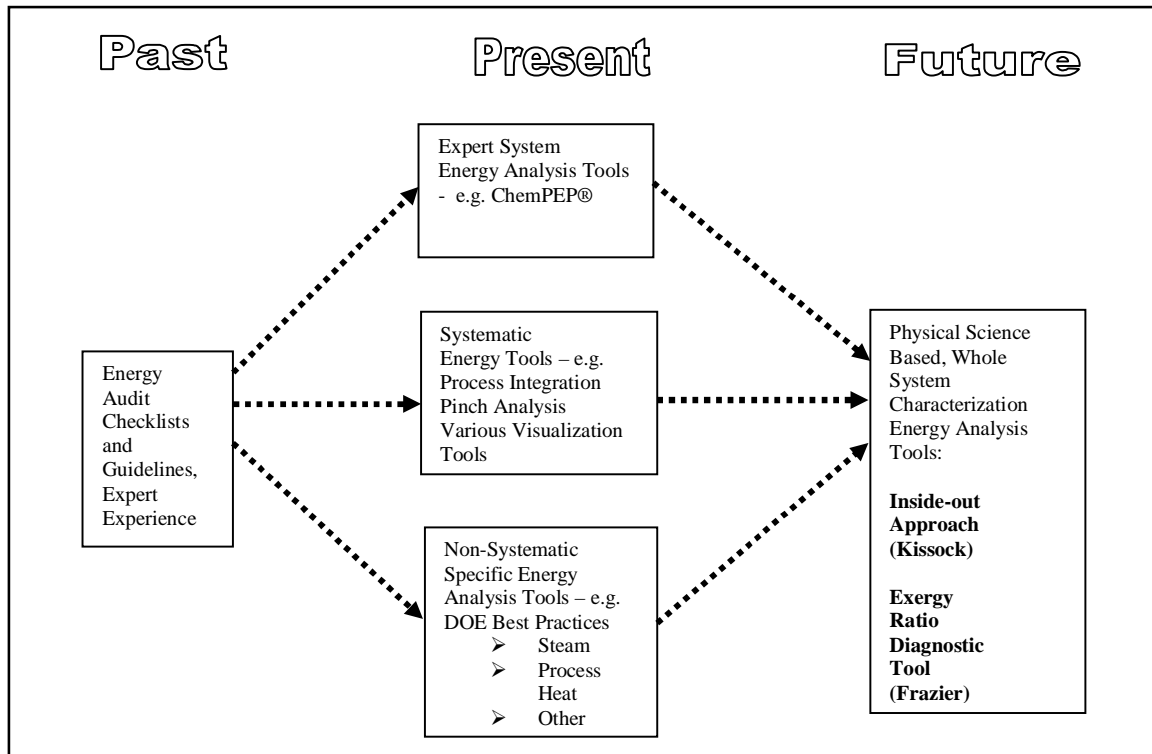 Past
Present
Future
Expert System
Energy Analysis Tools
- e.g. ChemPEP®
Systematic
Energy Tools – e.g.
Process Integration
Pinch Analysis
Various Visualization
Tools
Energy
Audit
Checklists
and
Guidelines,
Expert
Experience
Non-Systematic
Specific Energy
Analysis Tools – e.g.
DOE Best Practices
➢ Steam
➢ Process
Heat
➢ Other
Physical Science
Based, Whole
System
Characterization
Energy Analysis
Tools:
Inside-out
Approach
(Kissock)
Exergy
Ratio
Diagnostic
Tool
(Frazier)